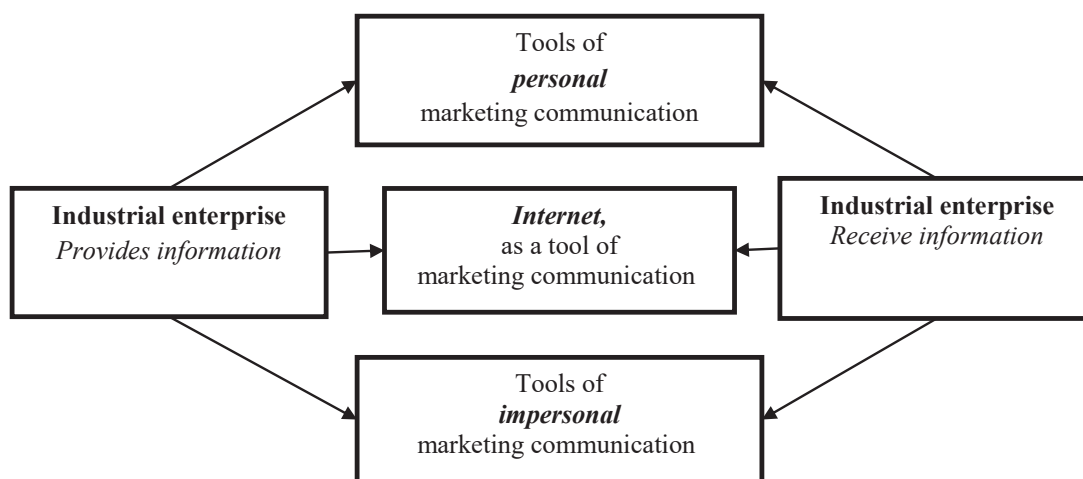 Tools of
personal
marketing communication
Industrial enterprise
Provides information
Internet,
as a tool of
marketing communication
Industrial enterprise
Receive information
Tools of
impersonal
marketing communication